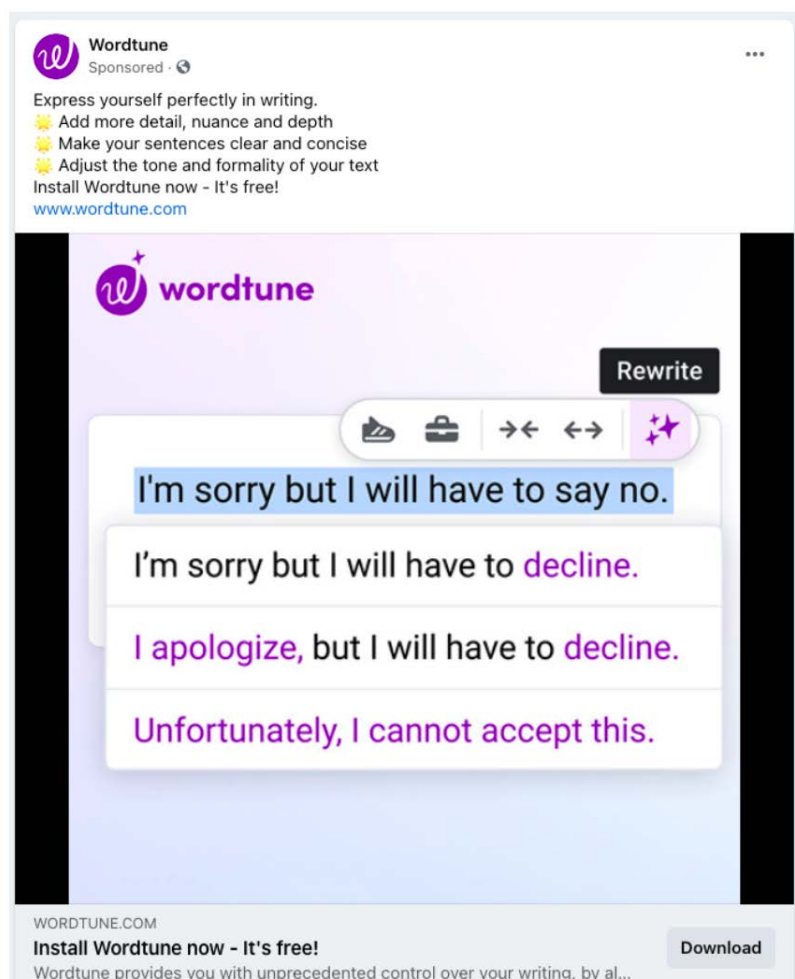 Wordtune
Sponsored ·
Express yourself perfectly in writing.
🌟 Add more detail, nuance and depth
🌟 Make your sentences clear and concise
🌟 Adjust the tone and formality of your text
Install Wordtune now - It's free!
www.wordtune.com
wordtune
Rewrite
I'm sorry but I will have to say no.
I’m sorry but I will have to decline.
I apologize, but I will have to decline.
Unfortunately, I cannot accept this.
WORDTUNE.COM
Install Wordtune now - It's free!
Download
Wordtune provides you with unprecedented control over your writing, by al...